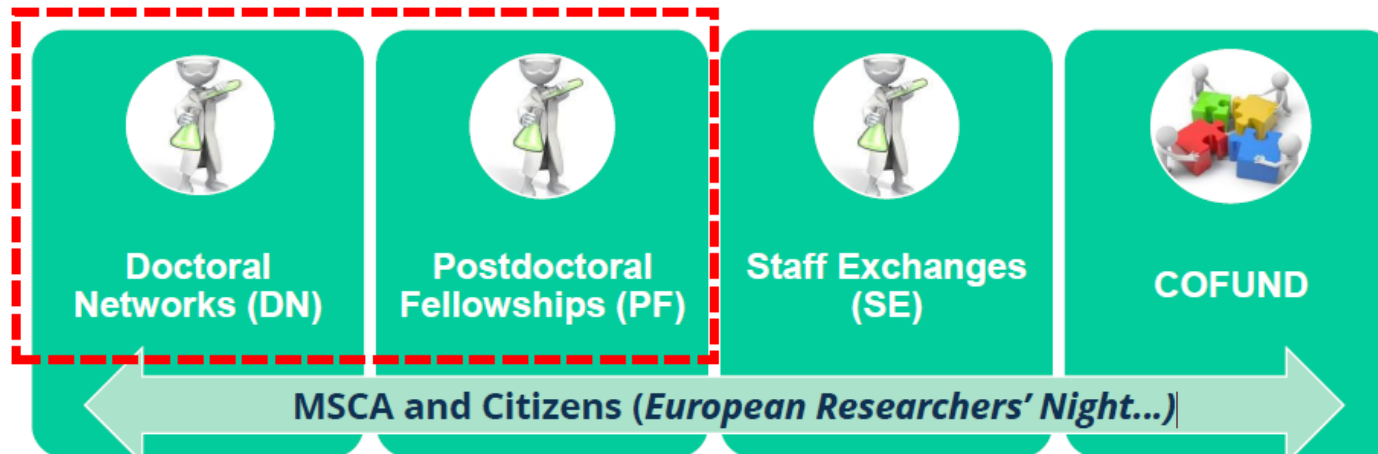 Doctoral
Networks (DN)
Postdoctoral
Fellowships (PF)
Staff Exchanges
(SE)
COFUND
MSCA and Citizens (European Researchers’ Night...)